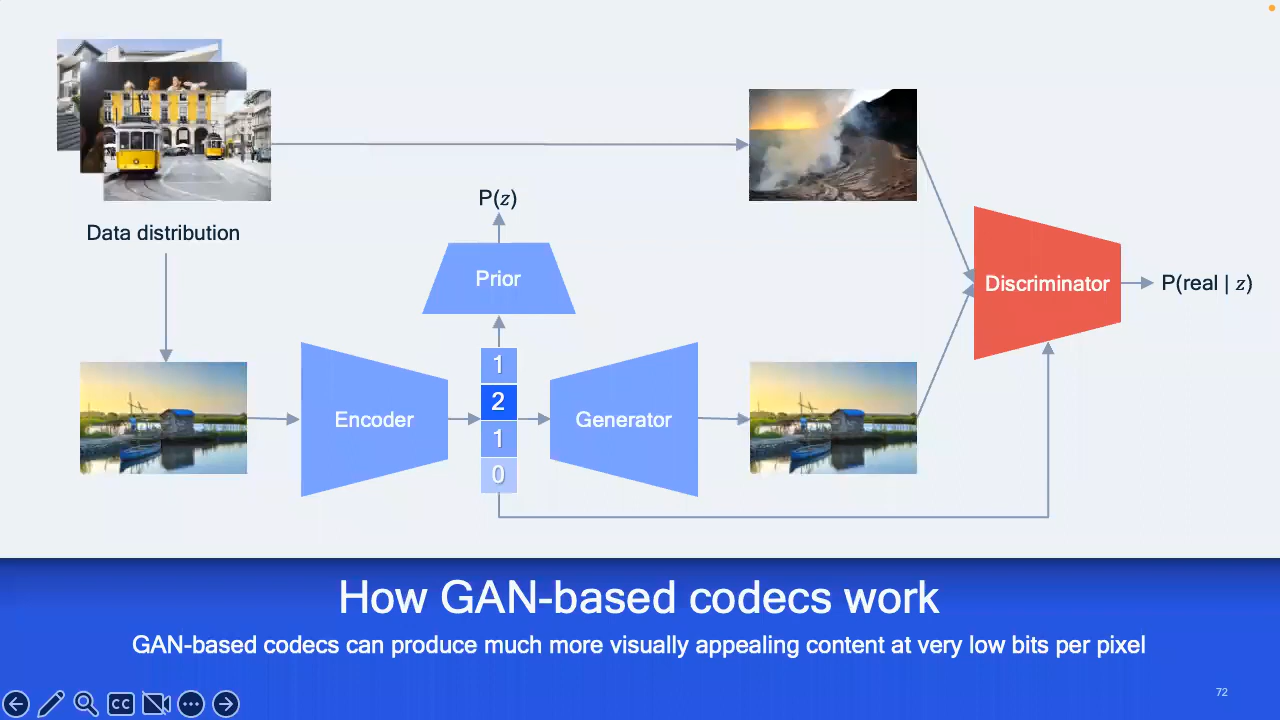 Data distribution
P(z)
Prior
Encoder
1
2
1
0
Generator
Discriminator
P(real | z)
How GAN-based codecs work
GAN-based codecs can produce much more visually appealing content at very low bits per pixel
CC
72